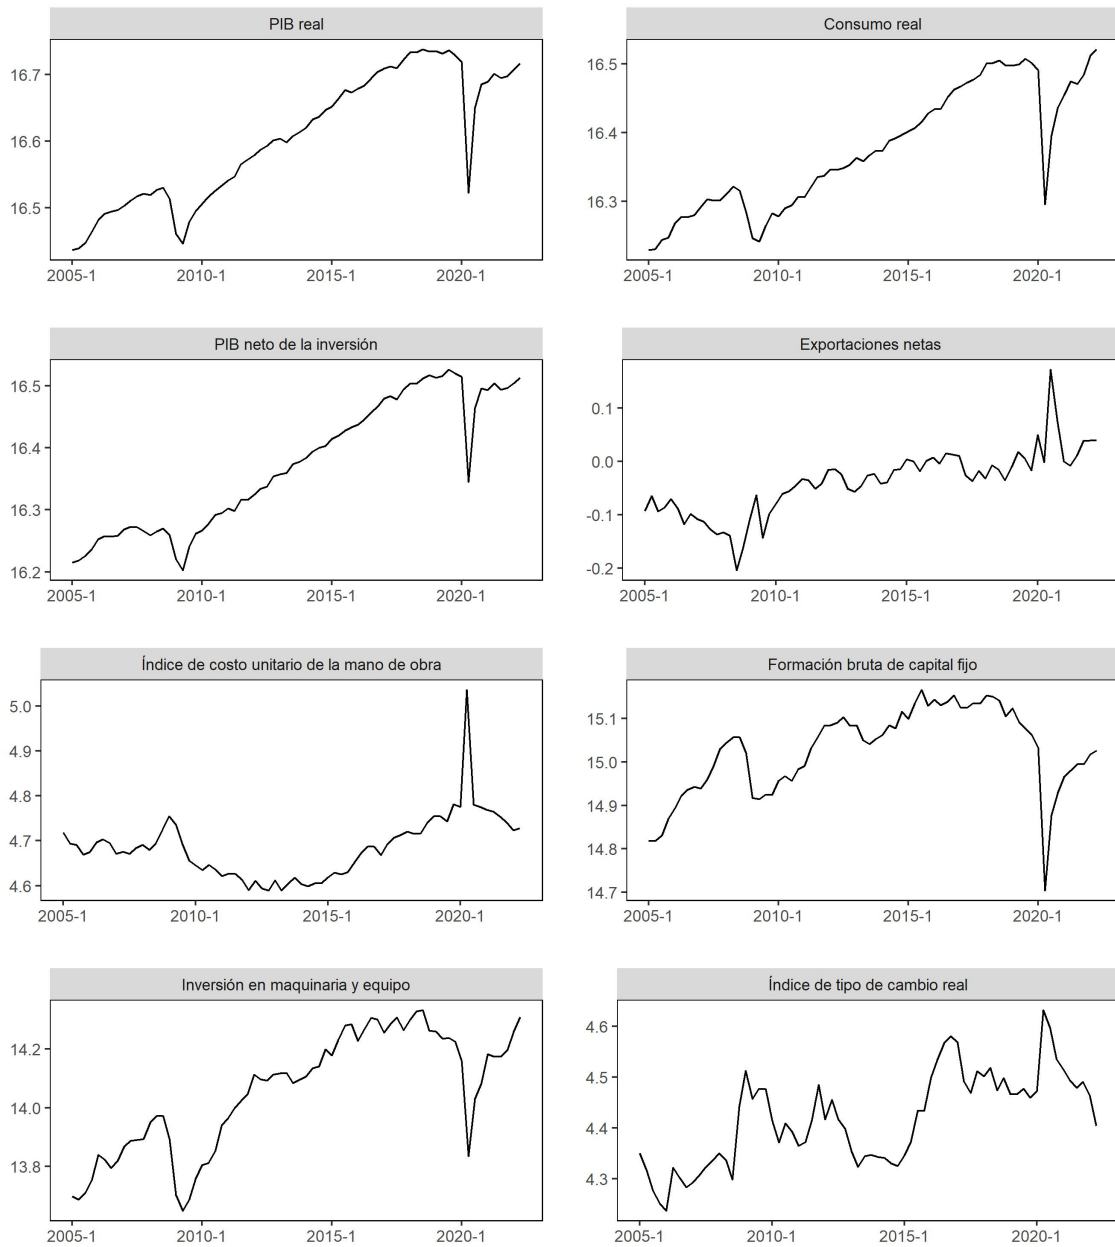 PIB real
16.7
16.6
16.5
2005-1 2010-1 2015-1 2020-1
Consumo real
16.5
16.4
16.3
2005-1 2010-1 2015-1 2020-1
PIB neto de la inversión
16.5
16.4
16.3
16.2
2005-1 2010-1 2015-1 2020-1
Exportaciones netas
0.1
0.0
-0.1
-0.2
2005-1 2010-1 2015-1 2020-1
Índice de costo unitario de la mano de obra
5.0
4.9
4.8
4.7
4.6
2005-1 2010-1 2015-1 2020-1
Formación bruta de capital fijo
15.1
15.0
14.9
14.8
14.7
2005-1 2010-1 2015-1 2020-1
Inversión en maquinaria y equipo
14.2
14.0
13.8
2005-1 2010-1 2015-1 2020-1
Índice de tipo de cambio real
4.6
4.5
4.4
4.3
2005-1 2010-1 2015-1 2020-1